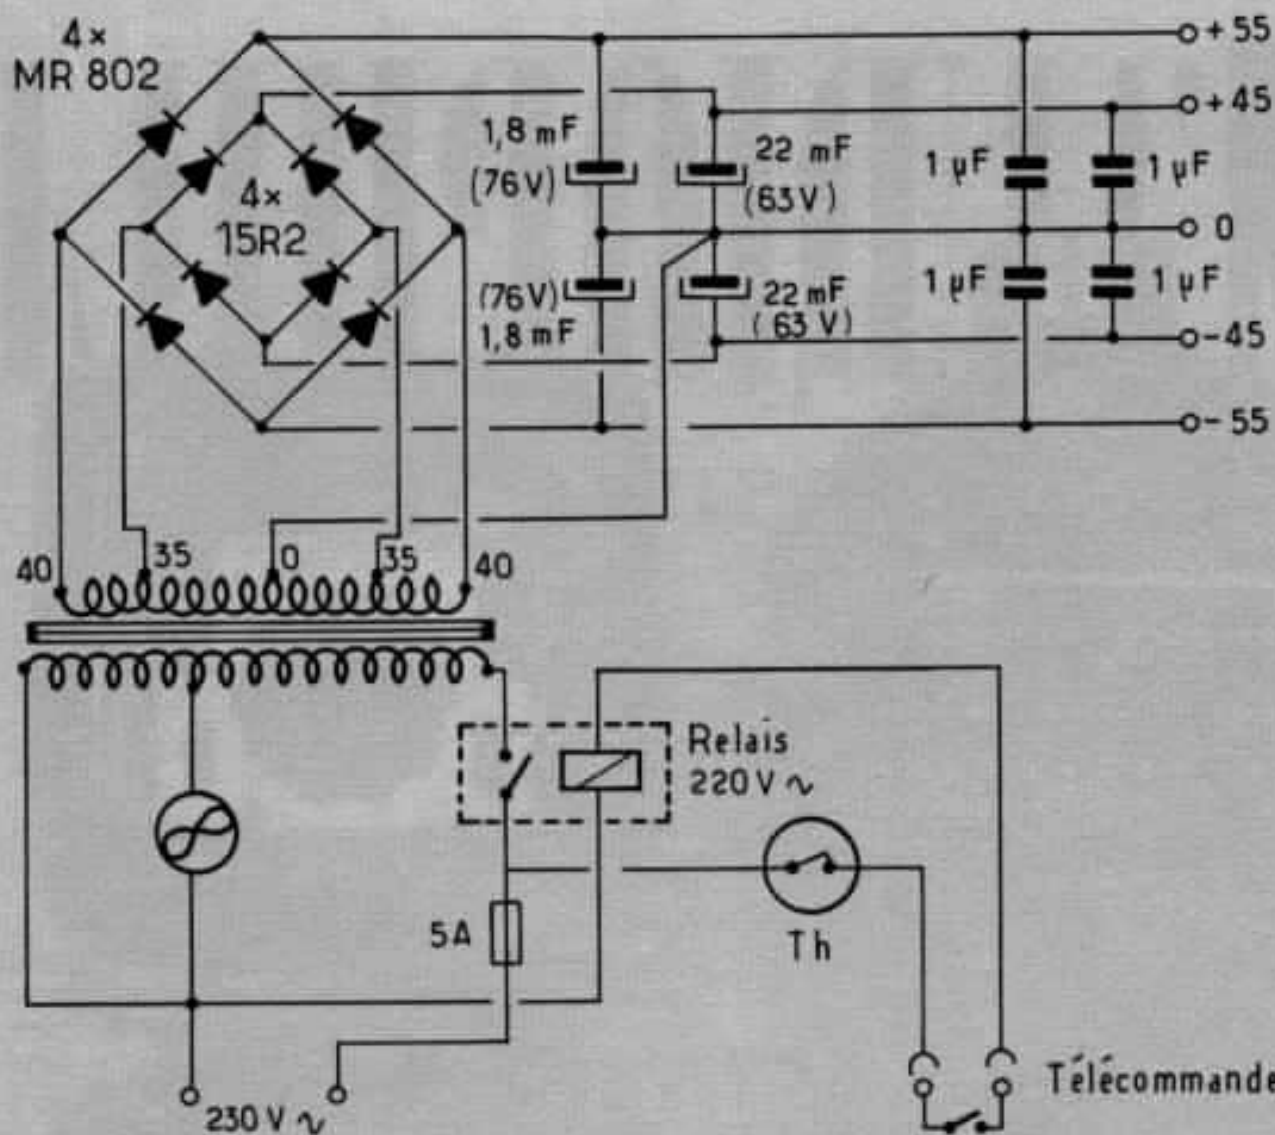 4×
MR 802
4×
15R2
1,8 mF
(76V)
22 mF
(63V)
(76V)
1,8 mF
22 mF
(63 V)
1 µF
1 µF
1 µF
1 µF
+ 55
+ 45
0
-45
- 55
40
35
0
35
40
Relais
220 V ~
Th
5A
230 V ~
Télécommande